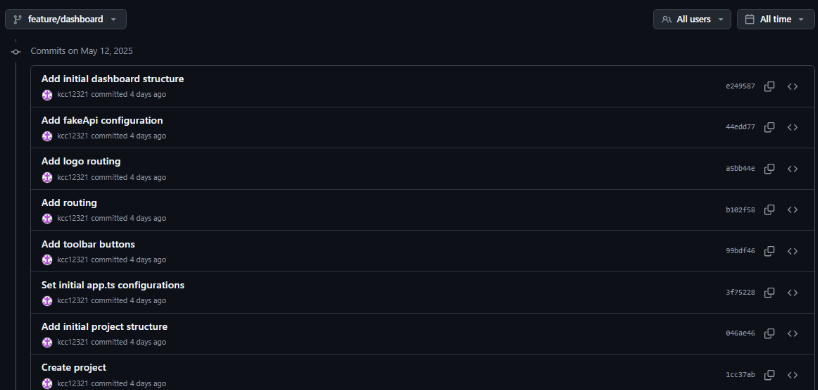 feature/dashboard
All users
All time
Commits on May 12, 2025
Add initial dashboard structure
kcc12321 committed 4 days ago
e249587
Add fakeApi configuration
kcc12321 committed 4 days ago
44edd77
Add logo routing
kcc12321 committed 4 days ago
a5bb44e
Add routing
kcc12321 committed 4 days ago
b102f58
Add toolbar buttons
kcc12321 committed 4 days ago
99bdf46
Set initial app.ts configurations
kcc12321 committed 4 days ago
3f75228
Add initial project structure
kcc12321 committed 4 days ago
046ae46
Create project
kcc12321 committed 4 days ago
1cc37ab